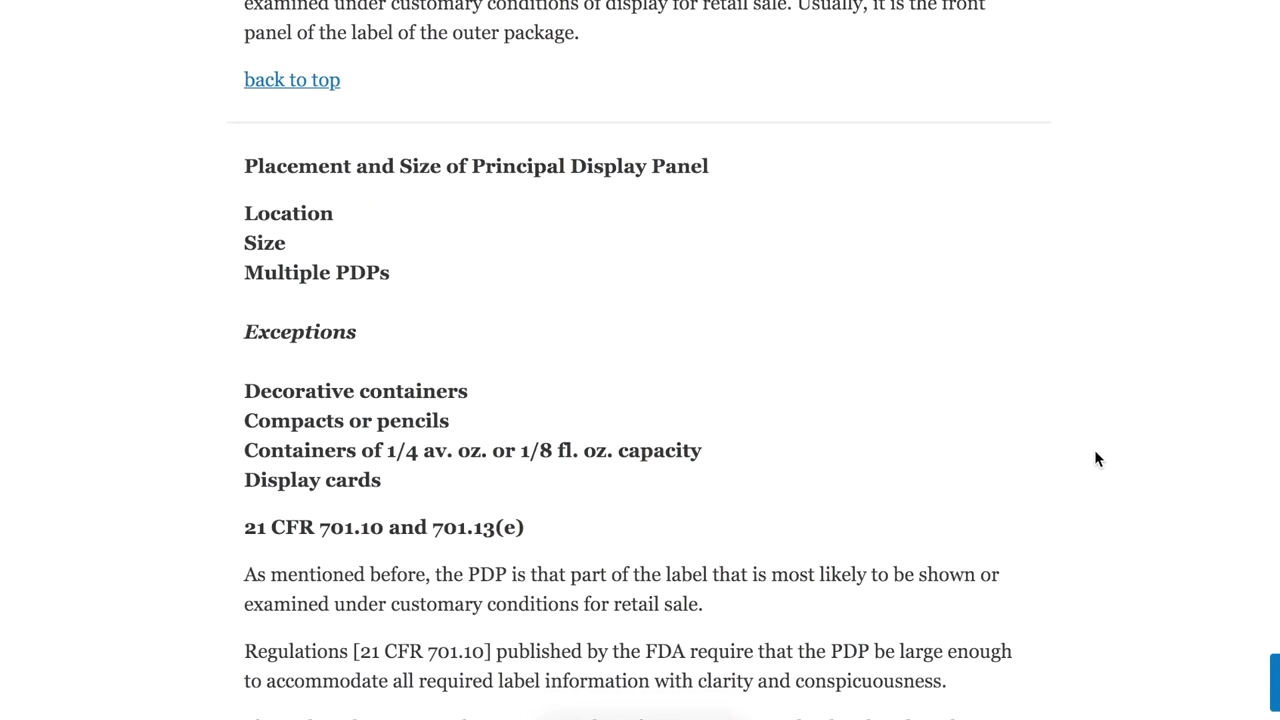 examined under customary conditions of display for retail sale. Usually, it is the front
panel of the label of the outer package.
back to top
Placement and Size of Principal Display Panel
Location
Size
Multiple PDPs
Exceptions
Decorative containers
Compacts or pencils
Containers of 1/4 av. oz. or 1/8 fl. oz. capacity
Display cards
21 CFR 701.10 and 701.13(e)
As mentioned before, the PDP is that part of the label that is most likely to be shown or
examined under customary conditions for retail sale.
Regulations [21 CFR 701.10] published by the FDA require that the PDP be large enough
to accommodate all required label information with clarity and conspicuousness.